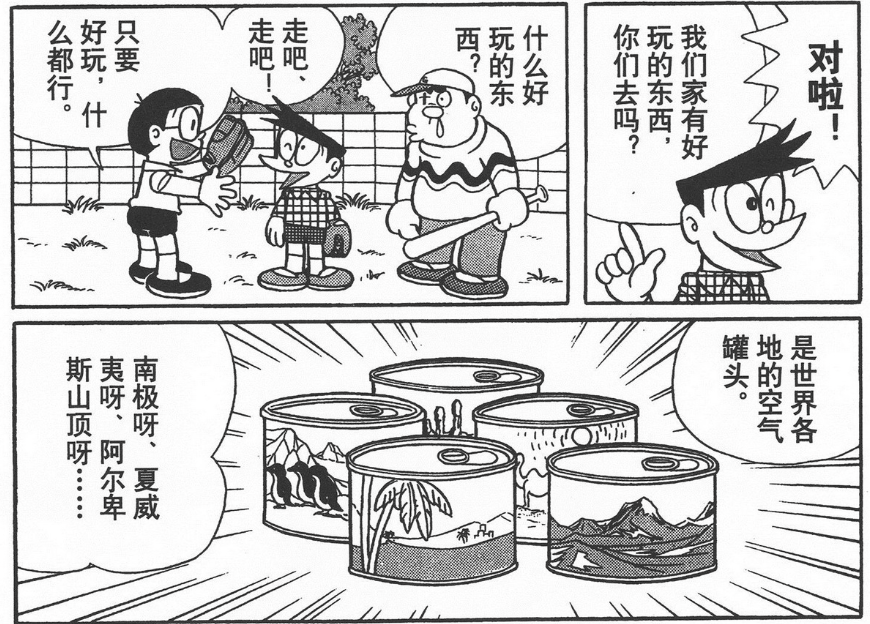 对啦！
我们家有好
玩的东西，
你们去吗？
什么好
玩的东
西？
走吧、
走吧！
只要
好玩，什
么都行。
是世界各
地的空气
罐头。
南极呀、夏威
夷呀、阿尔卑
斯山顶呀……